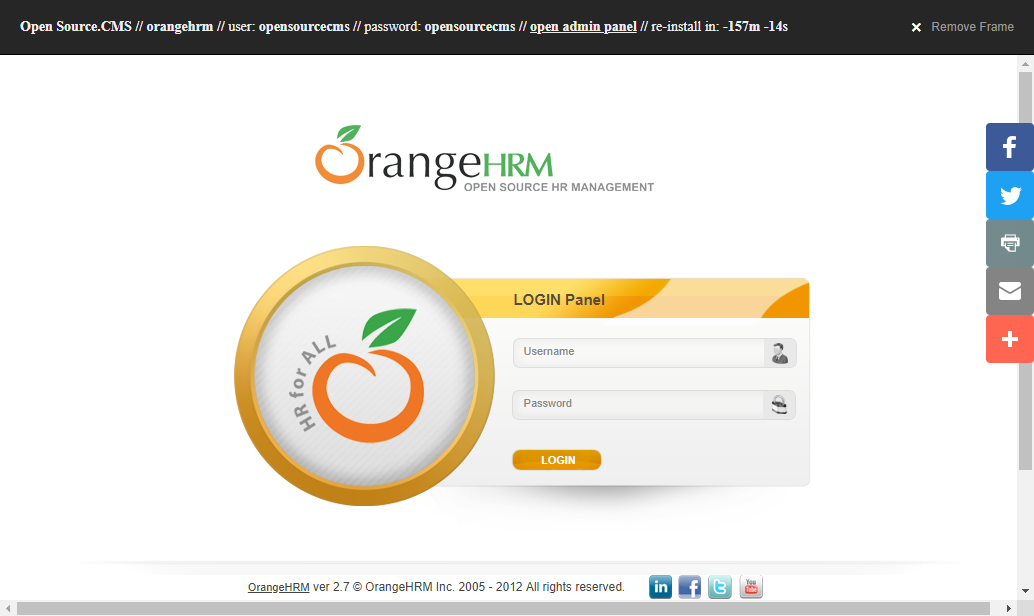 Open Source.CMS // orangehrm // user: opensourcecms // password: opensourcecms // open admin panel // re-install in: -157m -14s
× Remove Frame
OrangeHRM
OPEN SOURCE HR MANAGEMENT
HR for ALL
LOGIN Panel
Username
Password
LOGIN
OrangeHRM ver 2.7 © OrangeHRM Inc. 2005 - 2012 All rights reserved.
in f t You Tube